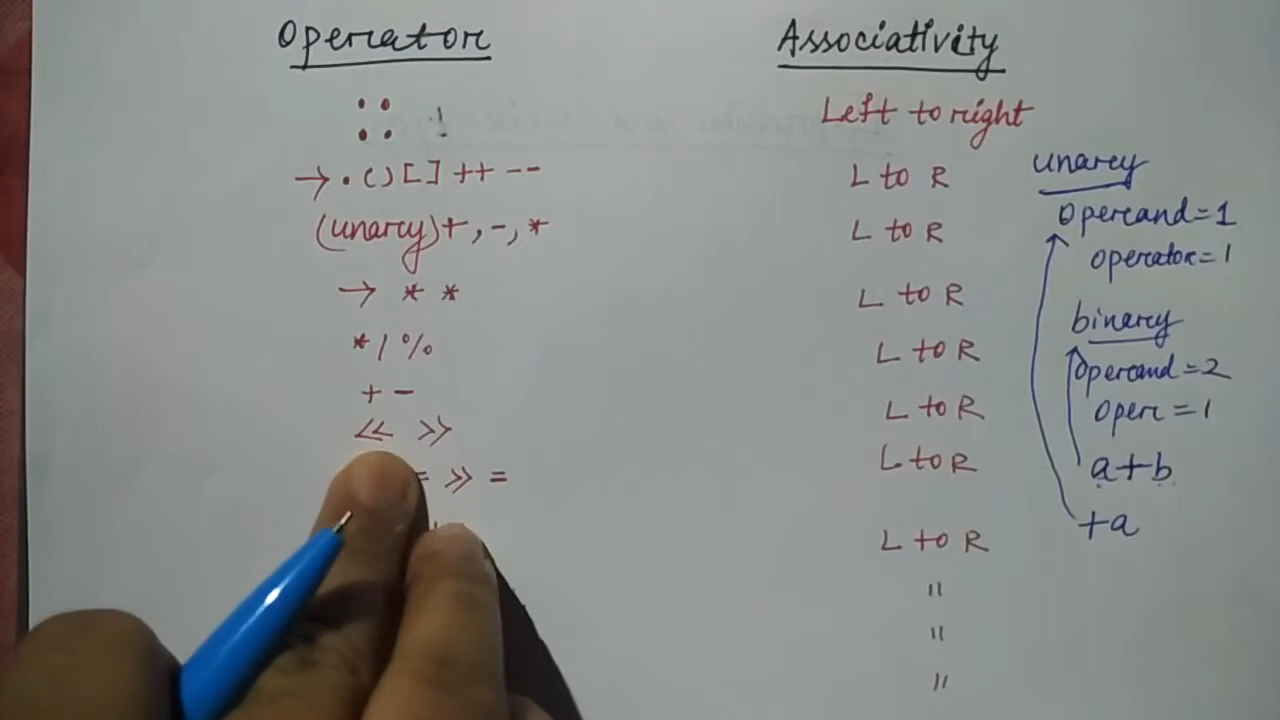 Operator Associativity
:: Left to right
→ . () [] ++ -- L to R
(unary) +, -, * L to R
→ * * L to R
* / % L to R
+ - L to R
<< >> L to R
= >> =
L to R
"
"
"
unary
operand = 1
operator = 1
binary
operand = 2
oper = 1
a+b
+a